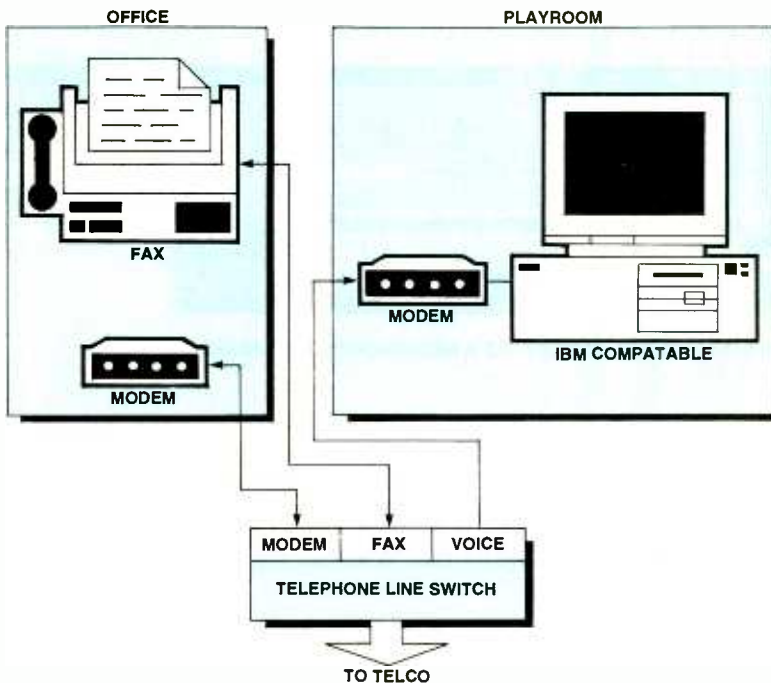 OFFICE
PLAYROOM
FAX
MODEM
MODEM
IBM COMPATABLE
MODEM FAX VOICE
TELEPHONE LINE SWITCH
TO TELCO